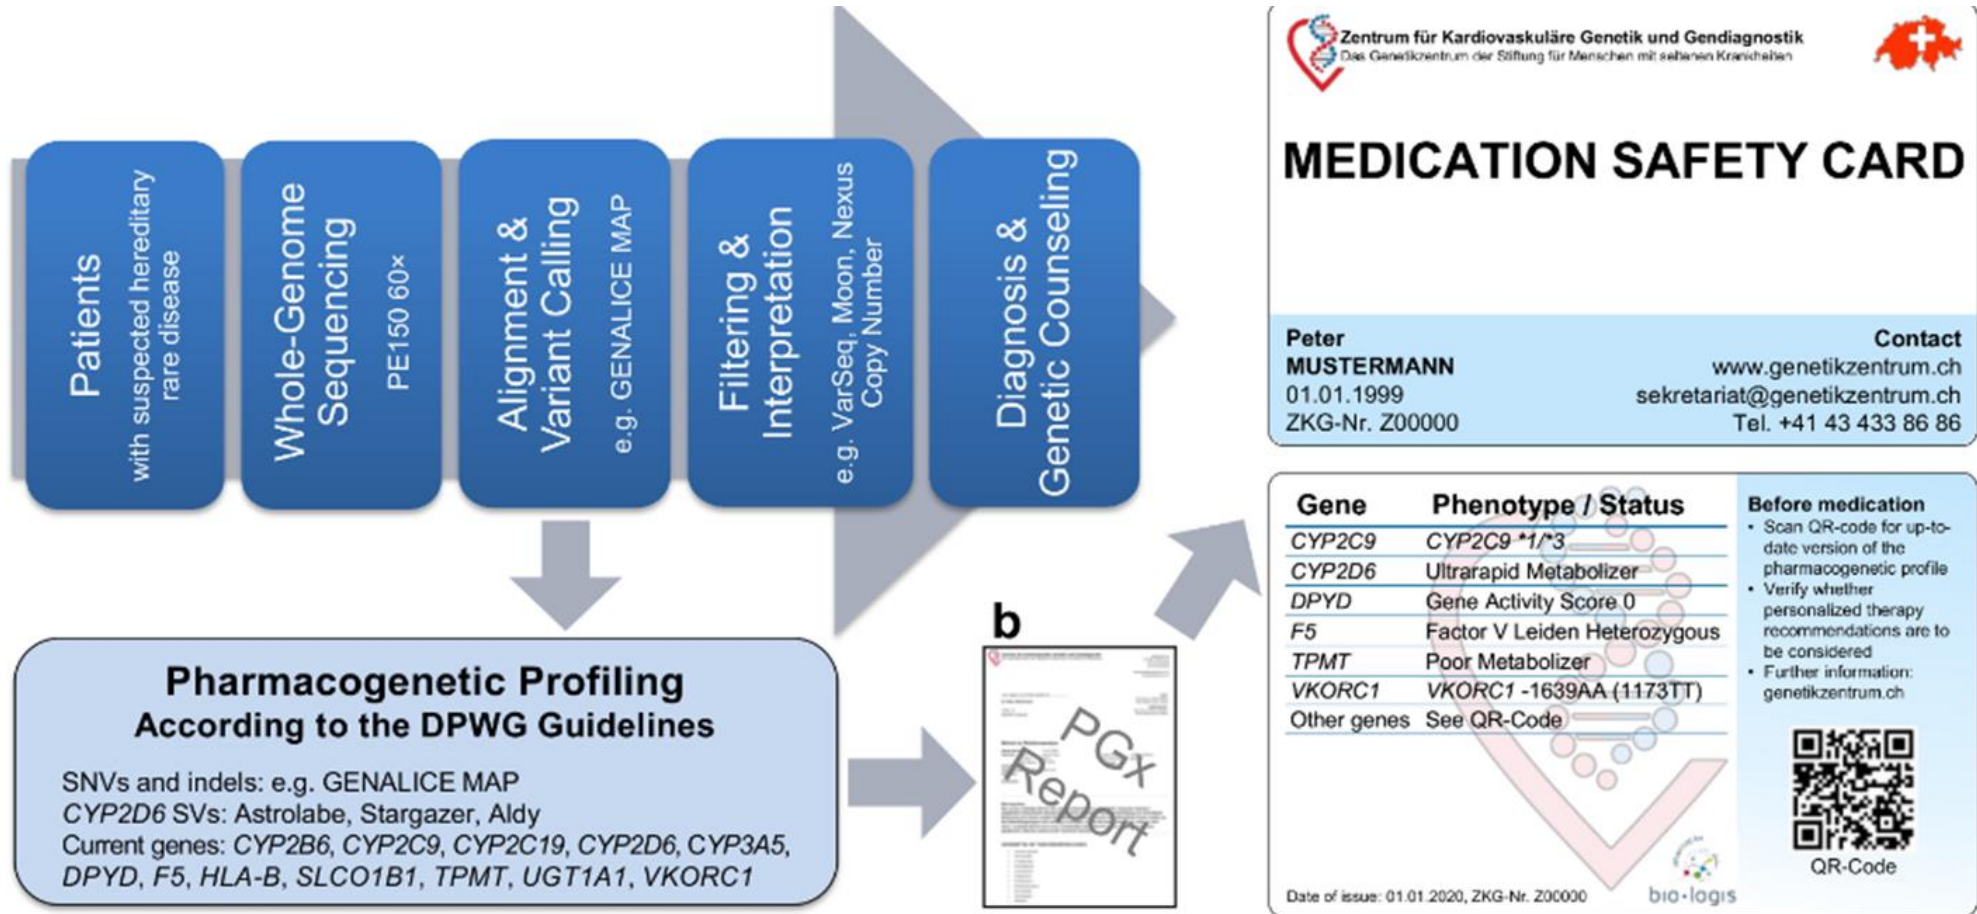 Patients
with suspected hereditary
rare disease
Whole-Genome
Sequencing
PE150 60×
Alignment &
Variant Calling
e.g. GENALICE MAP
Filtering &
Interpretation
e.g. VarSeq, Moon, Nexus
Copy Number
Diagnosis &
Genetic Counseling
Pharmacogenetic Profiling
According to the DPWG Guidelines
SNVs and indels: e.g. GENALICE MAP
CYP2D6 SVs: Astrolabe, Stargazer, Aldy
Current genes: CYP2B6, CYP2C9, CYP2C19, CYP2D6, CYP3A5,
DPYD, F5, HLA-B, SLCO1B1, TPMT, UGT1A1, VKORC1
b
PGx
Report
Zentrum für Kardiovaskuläre Genetik und Gendiagnostik
Das Genetikzentrum der Stiftung für Menschen mit seltenen Krankheiten
MEDICATION SAFETY CARD
Peter
MUSTERMANN
01.01.1999
ZKG-Nr. Z00000
Contact
www.genetikzentrum.ch
sekretariat@genetikzentrum.ch
Tel. +41 43 433 86 86
Gene Phenotype / Status
CYP2C9 CYP2C9 *1/*3
CYP2D6 Ultrarapid Metabolizer
DPYD Gene Activity Score 0
F5 Factor V Leiden Heterozygous
TPMT Poor Metabolizer
VKORC1 VKORC1 -1639AA (1173TT)
Other genes See QR-Code
Date of issue: 01.01.2020, ZKG-Nr. Z00000
bio·logis
Before medication
• Scan QR-code for up-to-
date version of the
pharmacogenetic profile
• Verify whether
personalized therapy
recommendations are to
be considered
• Further information:
genetikzentrum.ch
QR-Code